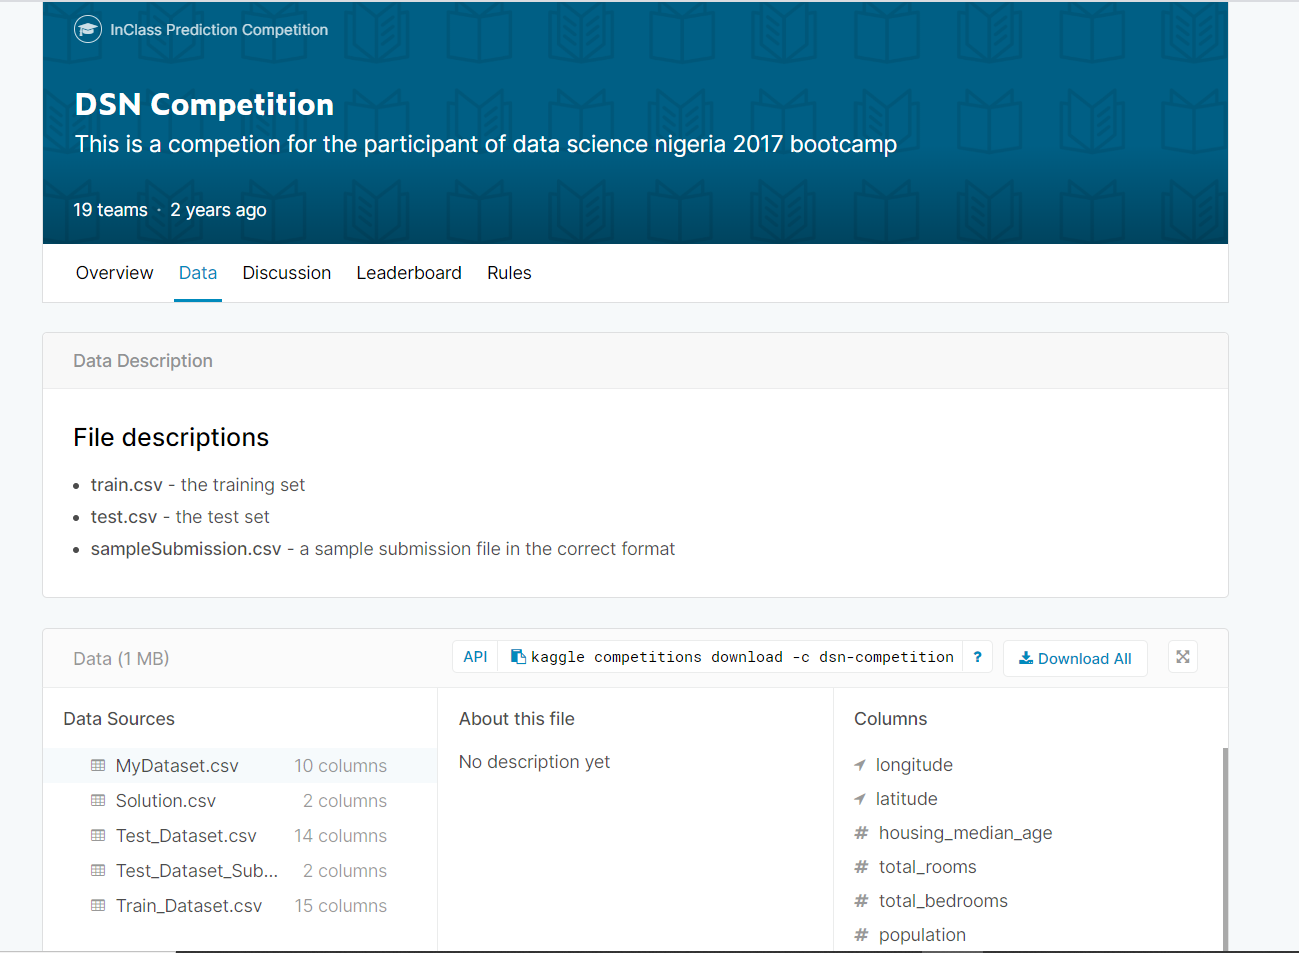 InClass Prediction Competition
DSN Competition
This is a competion for the participant of data science nigeria 2017 bootcamp
19 teams · 2 years ago
Overview Data Discussion Leaderboard Rules
Data Description
File descriptions
• train.csv - the training set
• test.csv - the test set
• sampleSubmission.csv - a sample submission file in the correct format
Data (1 MB) API kaggle competitions download -c dsn-competition ? Download All
Data Sources
MyDataset.csv 10 columns
Solution.csv 2 columns
Test_Dataset.csv 14 columns
Test_Dataset_Sub... 2 columns
Train_Dataset.csv 15 columns
About this file
No description yet
Columns
longitude
latitude
# housing_median_age
# total_rooms
# total_bedrooms
# population